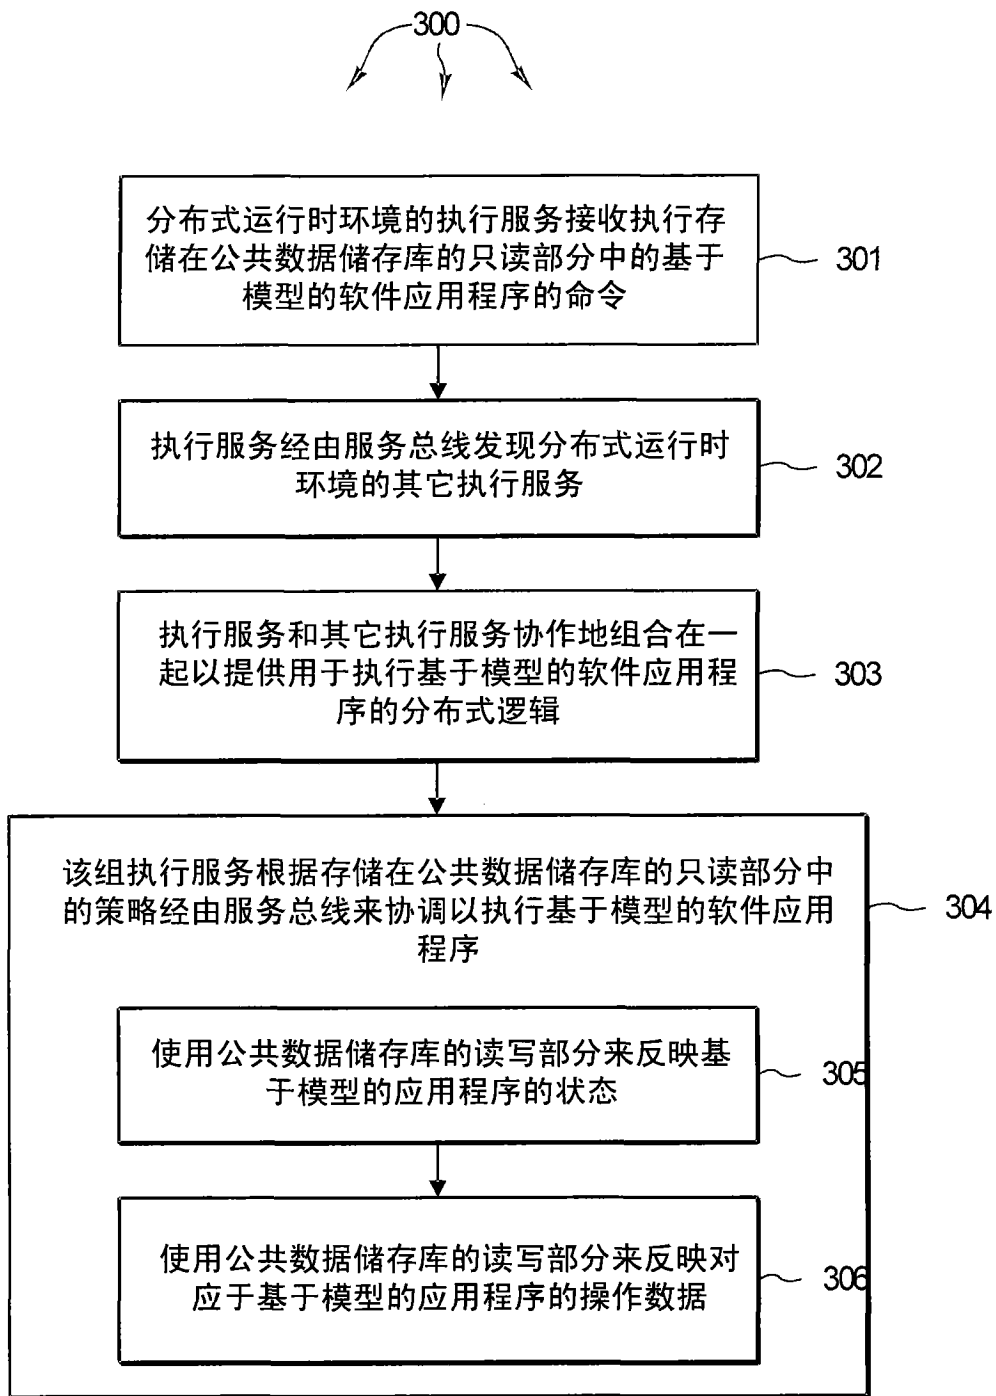 300
分布式运行时环境的执行服务接收执行存
储在公共数据储存库的只读部分中的基于
模型的软件应用程序的命令
301
执行服务经由服务总线发现分布式运行时
环境的其它执行服务
302
执行服务和其它执行服务协作地组合在一
起以提供用于执行基于模型的软件应用程
序的分布式逻辑
303
该组执行服务根据存储在公共数据储存库的只读部分中
的策略经由服务总线来协调以执行基于模型的软件应用
程序
304
使用公共数据储存库的读写部分来反映基
于模型的应用程序的状态
305
使用公共数据储存库的读写部分来反映对
应于基于模型的应用程序的操作数据
306